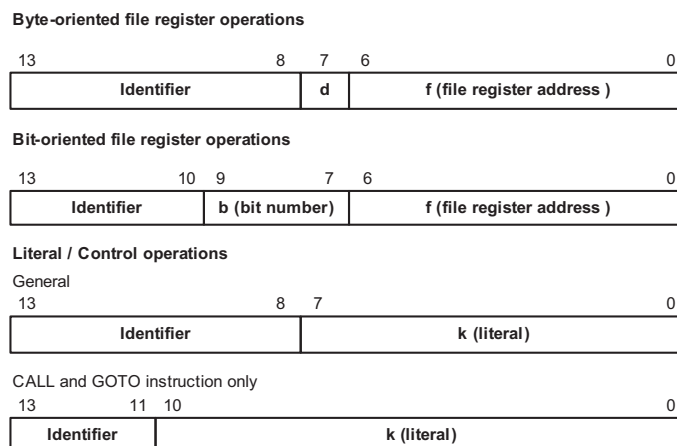 Byte-oriented file register operations
13 8 7 6 0
Identifier d f (file register address )
Bit-oriented file register operations
13 10 9 7 6 0
Identifier b (bit number) f (file register address )
Literal / Control operations
General
13 8 7 0
Identifier k (literal)
CALL and GOTO instruction only
13 11 10 0
Identifier k (literal)